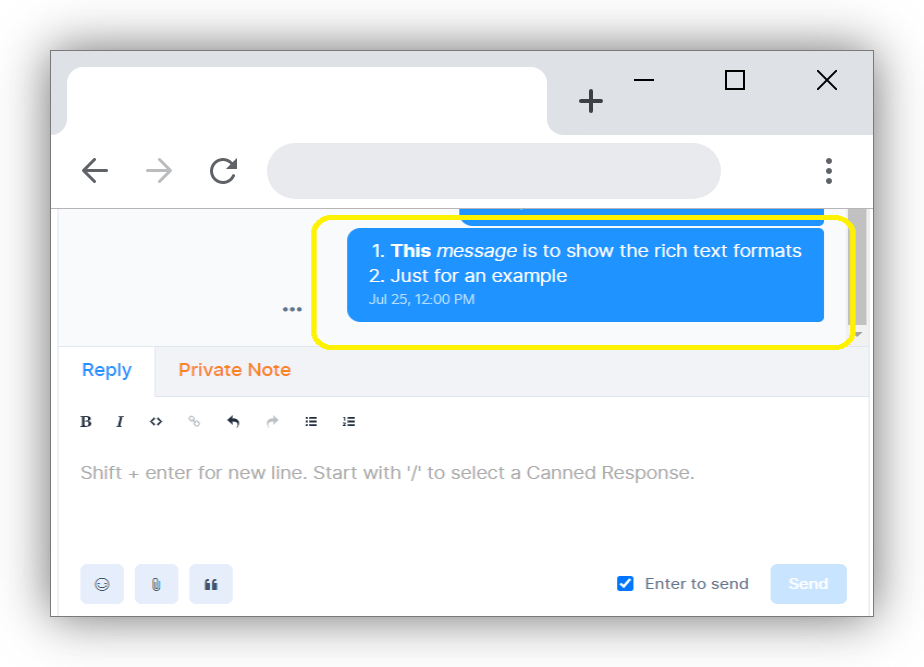 1. This message is to show the rich text formats
2. Just for an example
Jul 25, 12:00 PM
Reply
Private Note
B I
Shift + enter for new line. Start with '/' to select a Canned Response.
Enter to send
Send